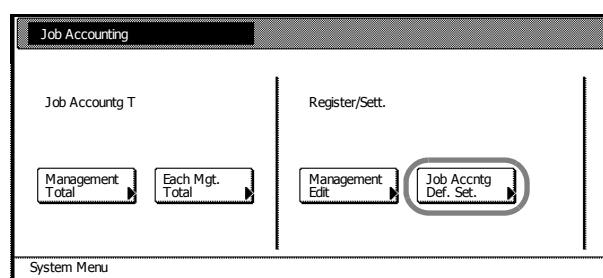 Job Accounting
Job Accountg T
Register/Sett.
Management
Total
Each Mgt.
Total
Management
Edit
Job Accntg
Def. Set.
System Menu